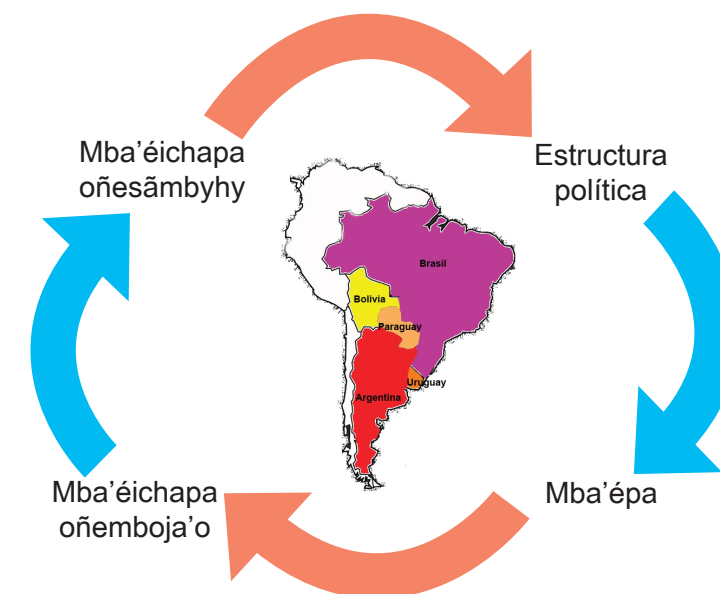 Mba’éichapa
oñesãmbyhy
Estructura
política
Brasil
Bolivia
Paraguay
Uruguay
Argentina
Mba’éichapa
oñemboja’o
Mba’épa